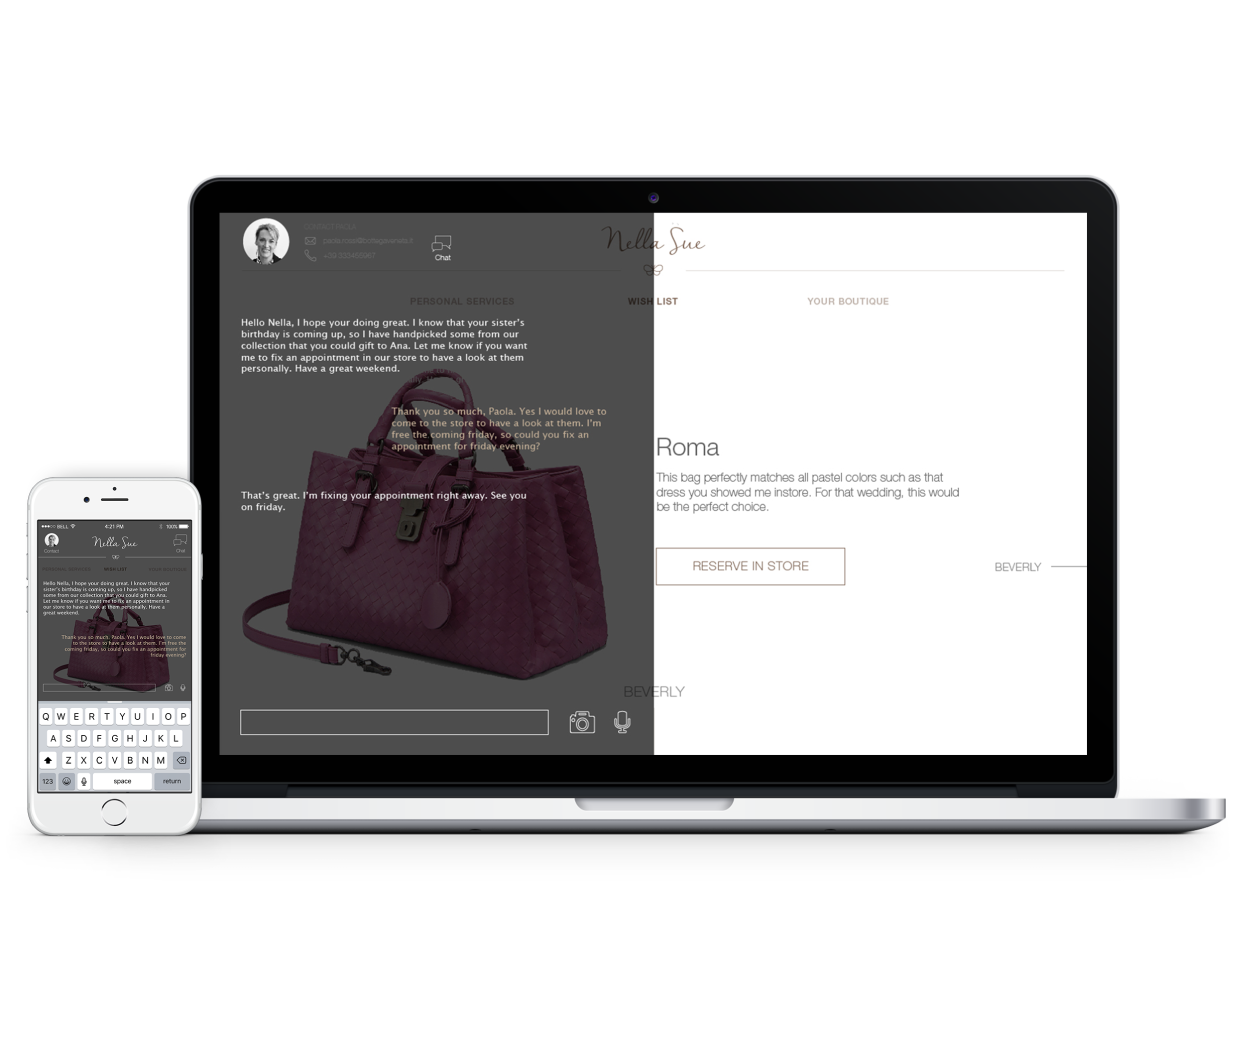 CONTACT PAOLA
paola.rossi@bottegaveneta.it
+39 333465967
Chat
Nella Sue
PERSONAL SERVICES
WISH LIST
YOUR BOUTIQUE
Hello Nella, I hope your doing great. I know that your sister's
birthday is coming up, so I have handpicked some from our
collection that you could gift to Ana. Let me know if you want
me to fix an appointment in our store to have a look at them
personally. Have a great weekend.
Thank you so much, Paola. Yes I would love to
come to the store to have a look at them. I'm
free the coming friday, so could you fix an
appointment for friday evening?
That's great. I'm fixing your appointment right away. See you
on friday.
Roma
This bag perfectly matches all pastel colors such as that
dress you showed me instore. For that wedding, this would
be the perfect choice.
RESERVE IN STORE
BEVERLY
BEVERLY
BELL 4:21 PM 100%
Contact
Nella Sue
Chat
PERSONAL SERVICES
WISH LIST
YOUR BOUTIQUE
Hello Nella, I hope your doing great. I know that your
sister's birthday is coming up, so I have handpicked
some from our collection that you could gift to Ana.
Let me know if you want me to fix an appointment in
our store to have a look at them personally. Have a
great weekend.
Thank you so much, Paola. Yes I would love to come
to the store to have a look at them. I'm free the
coming friday, so could you fix an appointment for
friday evening?
Q W E R T Y U I O P
A S D F G H J K L
Z X C V B N M
123 space return